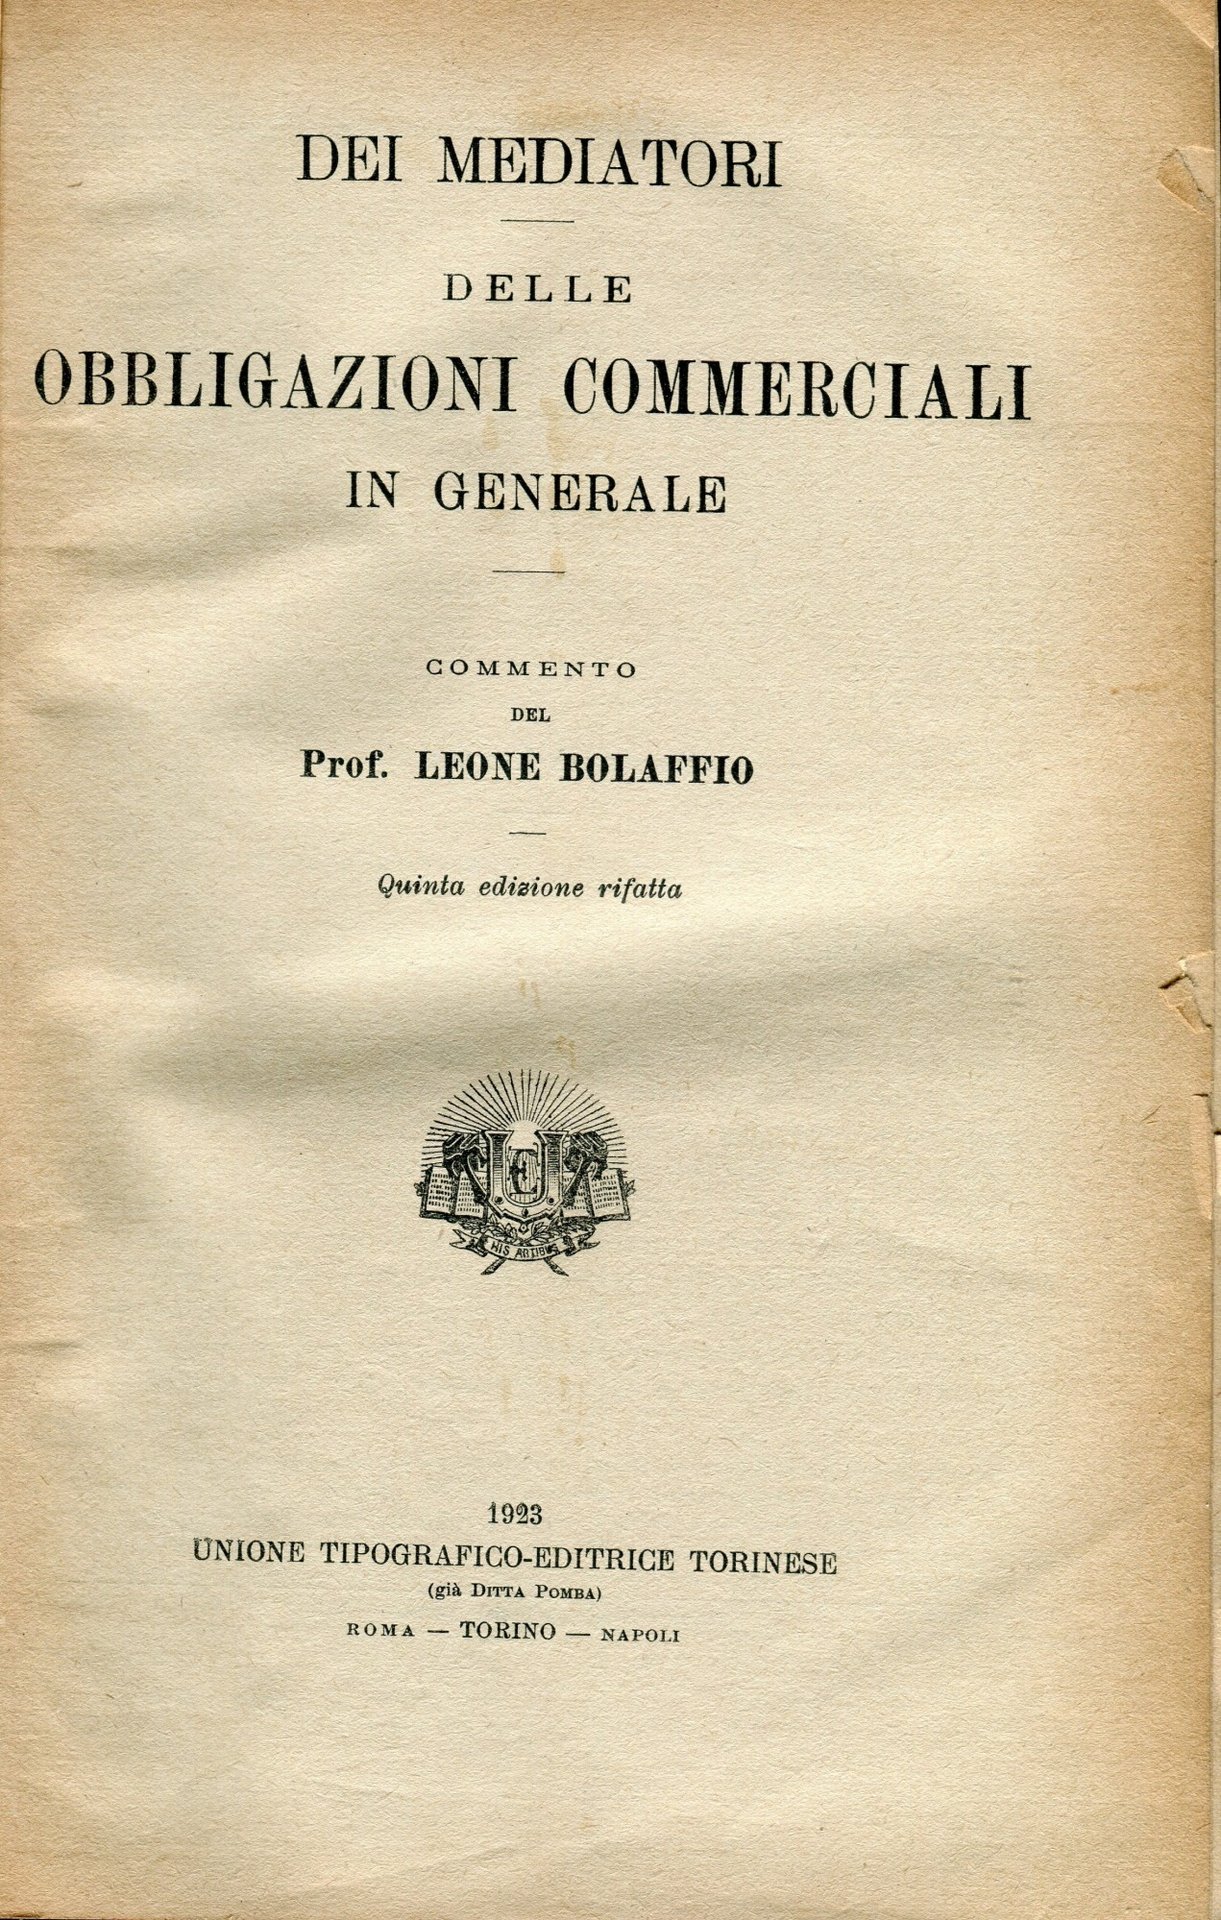 DEI MEDIATORI
DELLE
OBBLIGAZIONI COMMERCIALI
IN GENERALE
COMMENTO
DEL
Prof. LEONE BOLAFFIO
Quinta edizione rifatta
HIS ARTIBUS
1923
UNIONE TIPOGRAFICO-EDITRICE TORINESE
(già DITTA POMBA)
ROMA — TORINO — NAPOLI